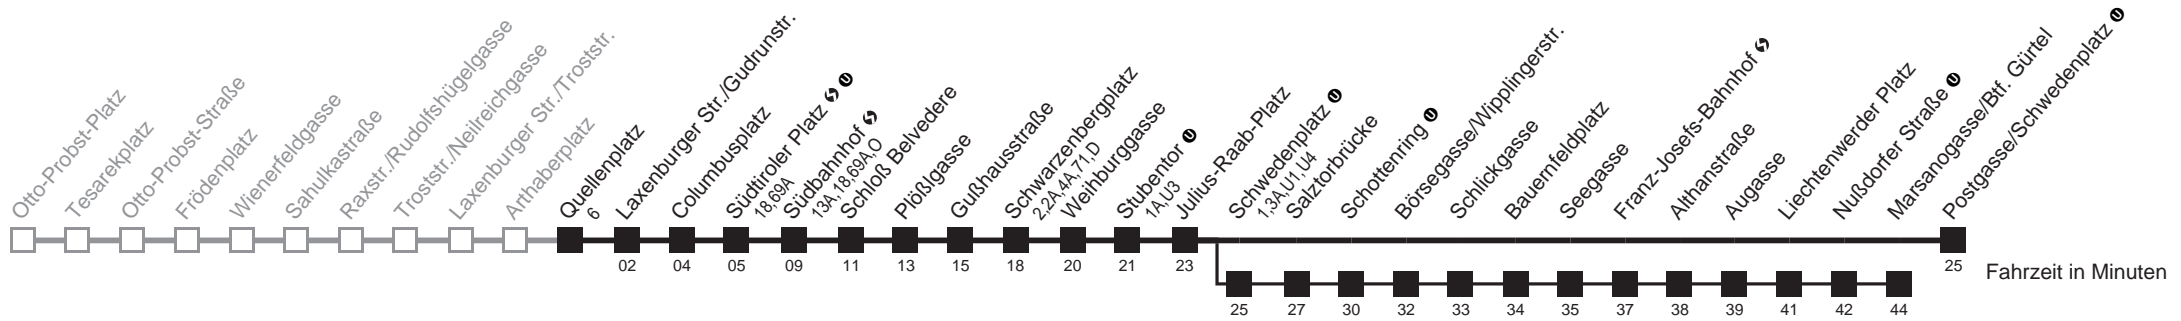 Otto-Probst-Platz
Tesarekplatz
Otto-Probst-Straße
Frödenplatz
Wienerfeldgasse
Sahulkastraße
Raxstr./Rudolfshügelgasse
Troststr./Neilreichgasse
Laxenburger Str./Troststr.
Arthaberplatz
Quellenplatz
6
Laxenburger Str./Gudrunstr.
Columbusplatz
Südtiroler Platz S U
18,69A
Südbahnhof S
13A,18,69A,O
Schloß Belvedere
Plößlgasse
Gußhausstraße
Schwarzenbergplatz
2,2A,4A,71,D
Weihburggasse
Stubentor U
1A,U3
Julius-Raab-Platz
Schwedenplatz U
1,3A,U1,U4
Salztorbrücke
Schottenring U
Börsegasse/Wipplingerstr.
Schlickgasse
Bauernfeldplatz
Seegasse
Franz-Josefs-Bahnhof S
Althanstraße
Augasse
Liechtenwerder Platz
Nußdorfer Straße U
Marsanogasse/Btf. Gürtel
Postgasse/Schwedenplatz U
02 04 05 09 11 13 15 18 20 21 23 25
Fahrzeit in Minuten
25 27 30 32 33 34 35 37 38 39 41 42 44